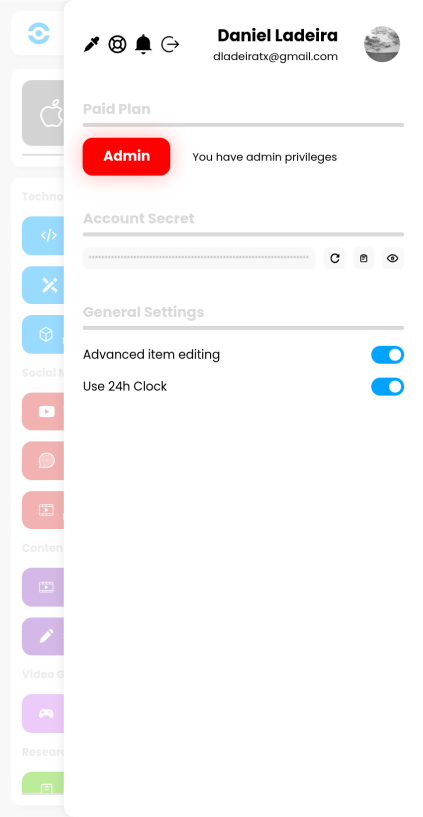 Daniel Ladeira
dladeiratx@gmail.com
Paid Plan
Admin
You have admin privileges
Account Secret
General Settings
Advanced item editing
Use 24h Clock
Techno
Social M
Conten
Video G
Resear